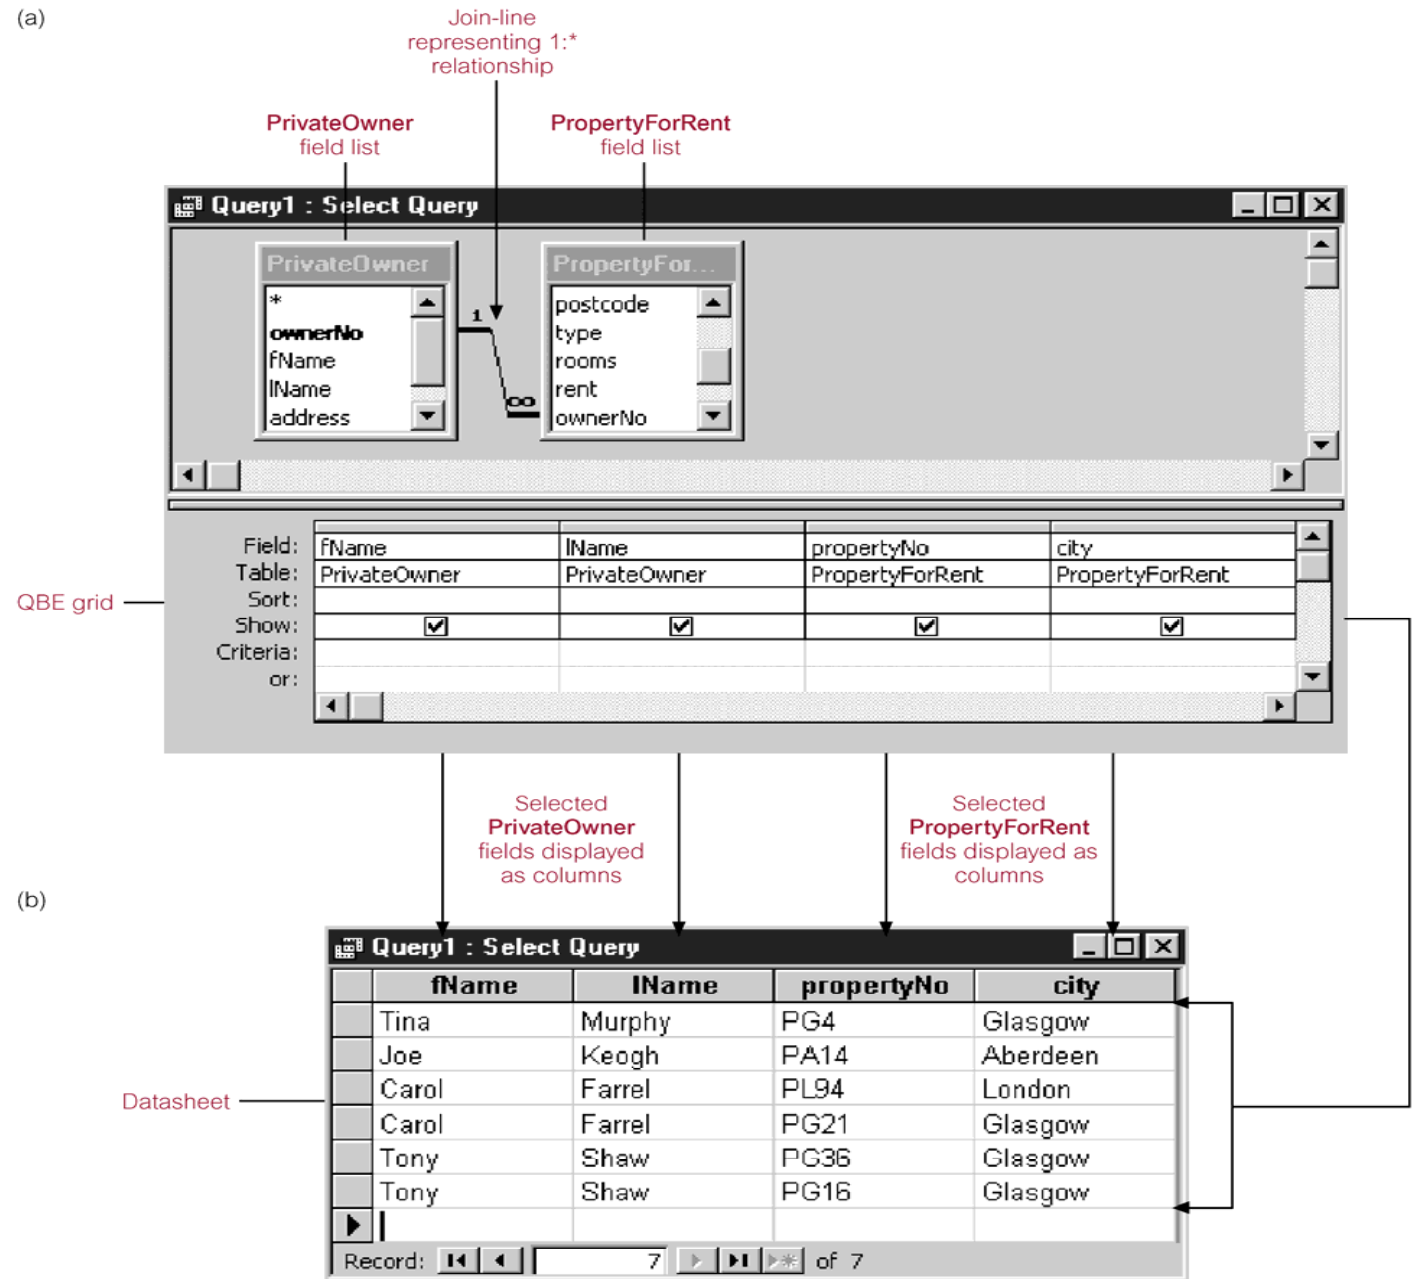 (a)
Join-line
representing 1:*
relationship
PrivateOwner
field list
PropertyForRent
field list
Query1 : Select Query
PrivateOwner
*
ownerNo
fName
lName
address
1
∞
PropertyFor...
postcode
type
rooms
rent
ownerNo
QBE grid
Field: fName lName propertyNo city
Table: PrivateOwner PrivateOwner PropertyForRent PropertyForRent
Sort:
Show:
Criteria:
or:
Selected
PrivateOwner
fields displayed
as columns
Selected
PropertyForRent
fields displayed as
columns
(b)
Query1 : Select Query
fName lName propertyNo city
Tina Murphy PG4 Glasgow
Joe Keogh PA14 Aberdeen
Carol Farrel PL94 London
Carol Farrel PG21 Glasgow
Tony Shaw PG36 Glasgow
Tony Shaw PG16 Glasgow
Datasheet
Record: 7 of 7